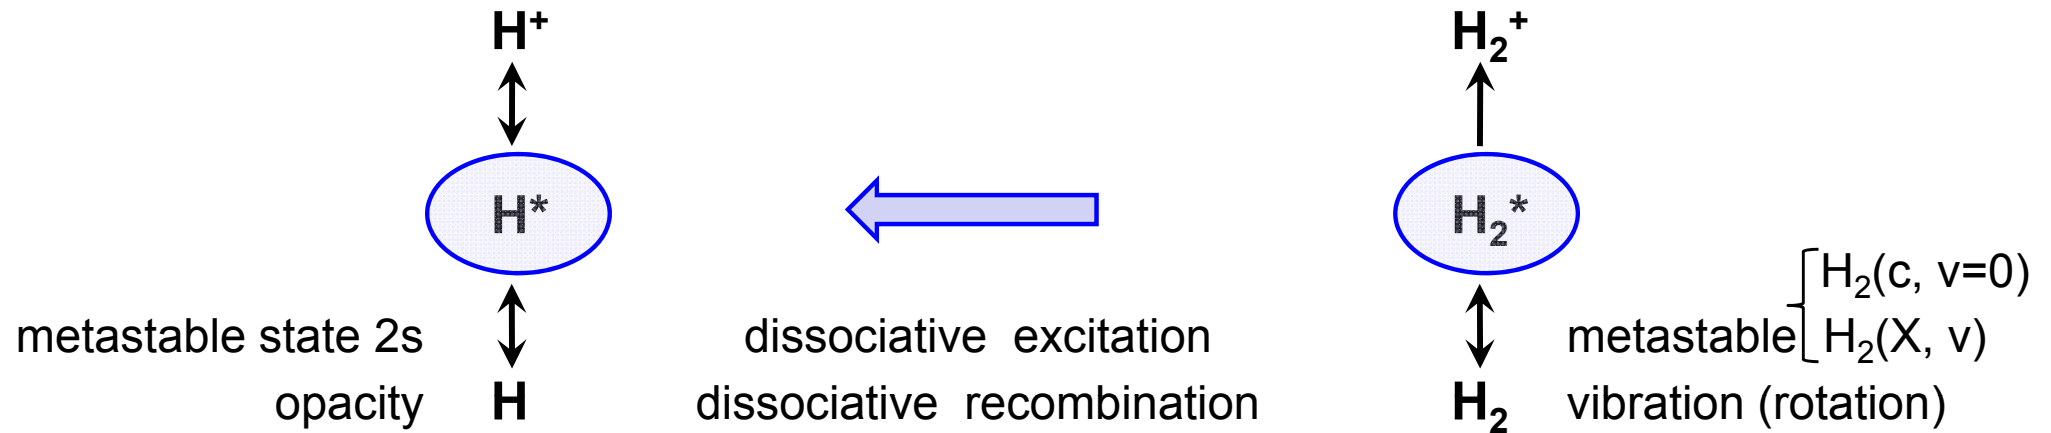 H⁺ H₂⁺
H* H₂*
H₂(c, v=0)
metastable state 2s dissociative excitation metastable H₂(X, v)
opacity H dissociative recombination H₂ vibration (rotation)